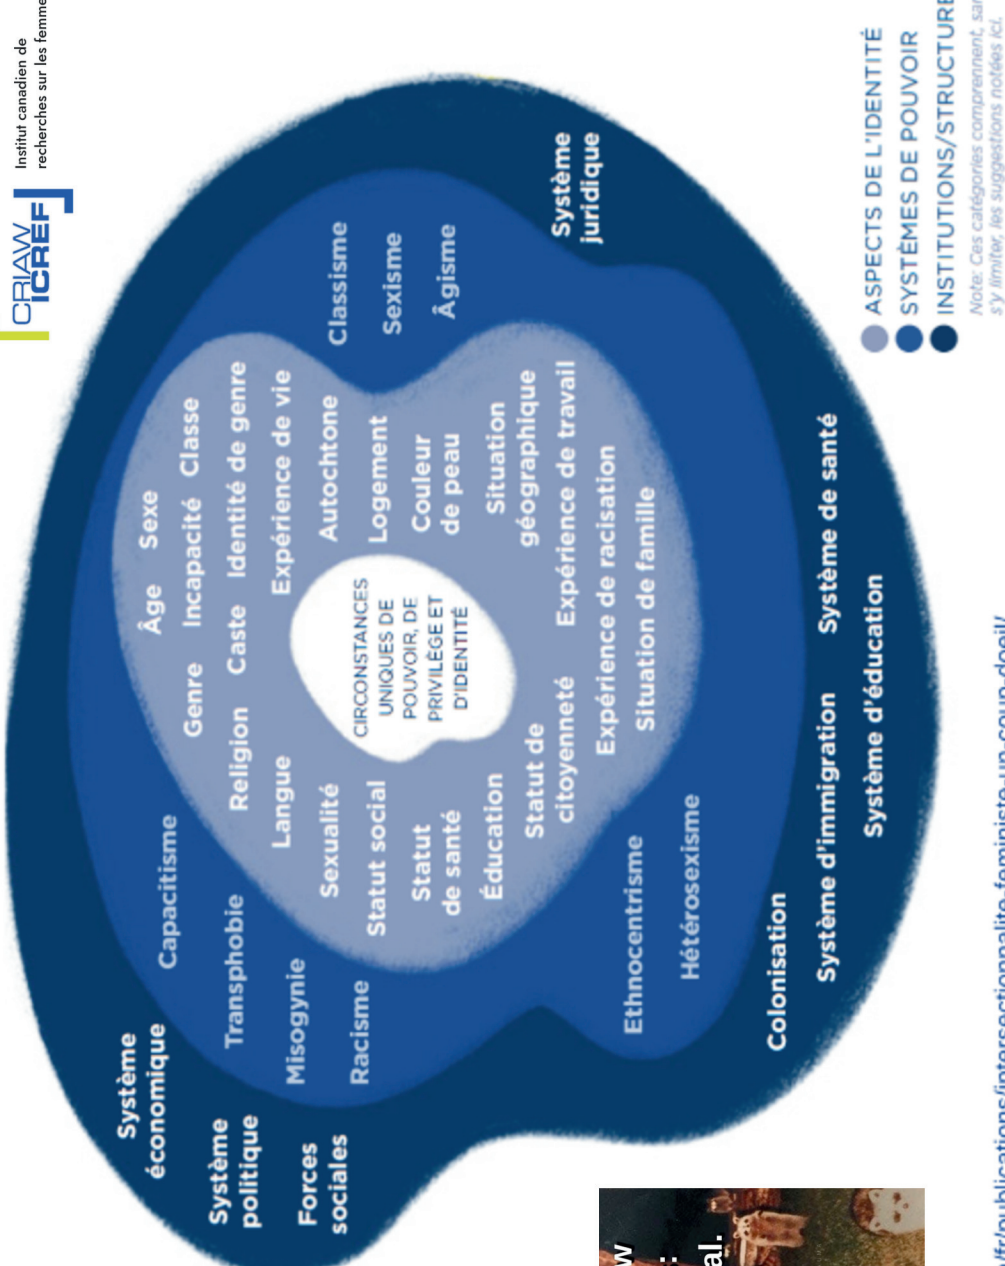 CRIAW
ICREF
Institut canadien de
recherches sur les femme
Système
économique
Système
politique
Forces
sociales
Capacitisme
Transphobie
Misogynie
Racisme
Classisme
Sexisme
Âgisme
Système
juridique
Âge Sexe
Genre Incapacité Classe
Religion Caste Identité de genre
Langue Expérience de vie
Sexualité Autochtone
Statut social Logement
Statut
de santé
Couleur
de peau
Éducation
Situation
géographique
Statut de
citoyenneté
Expérience de travail
Expérience de racisation
Situation de famille
CIRCONSTANCES
UNIQUES DE
POUVOIR, DE
PRIVILÈGE ET
D'IDENTITÉ
Ethnocentrisme
Hétérosexisme
Colonisation
Système d'immigration Système de santé
Système d'éducation
ASPECTS DE L'IDENTITÉ
SYSTÈMES DE POUVOIR
INSTITUTIONS/STRUCTURE
Note: Ces catégories comprennent, san
s'y limiter, les suggestions notées ici.
w
:
al.
/fr/publications/intersectionnalite-feministe-un-coup-doeil/